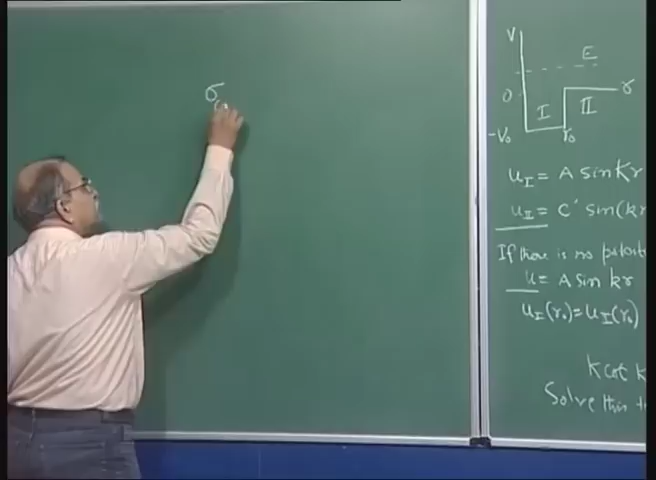 σ
V
E
0
r
I
II
-V₀
r₀
u_I = A sin Kr
u_II = C' sin(kr
If there is no potent
u = A sin kr
u_I(r₀) = u_II(r₀)
K cot K
Solve this t